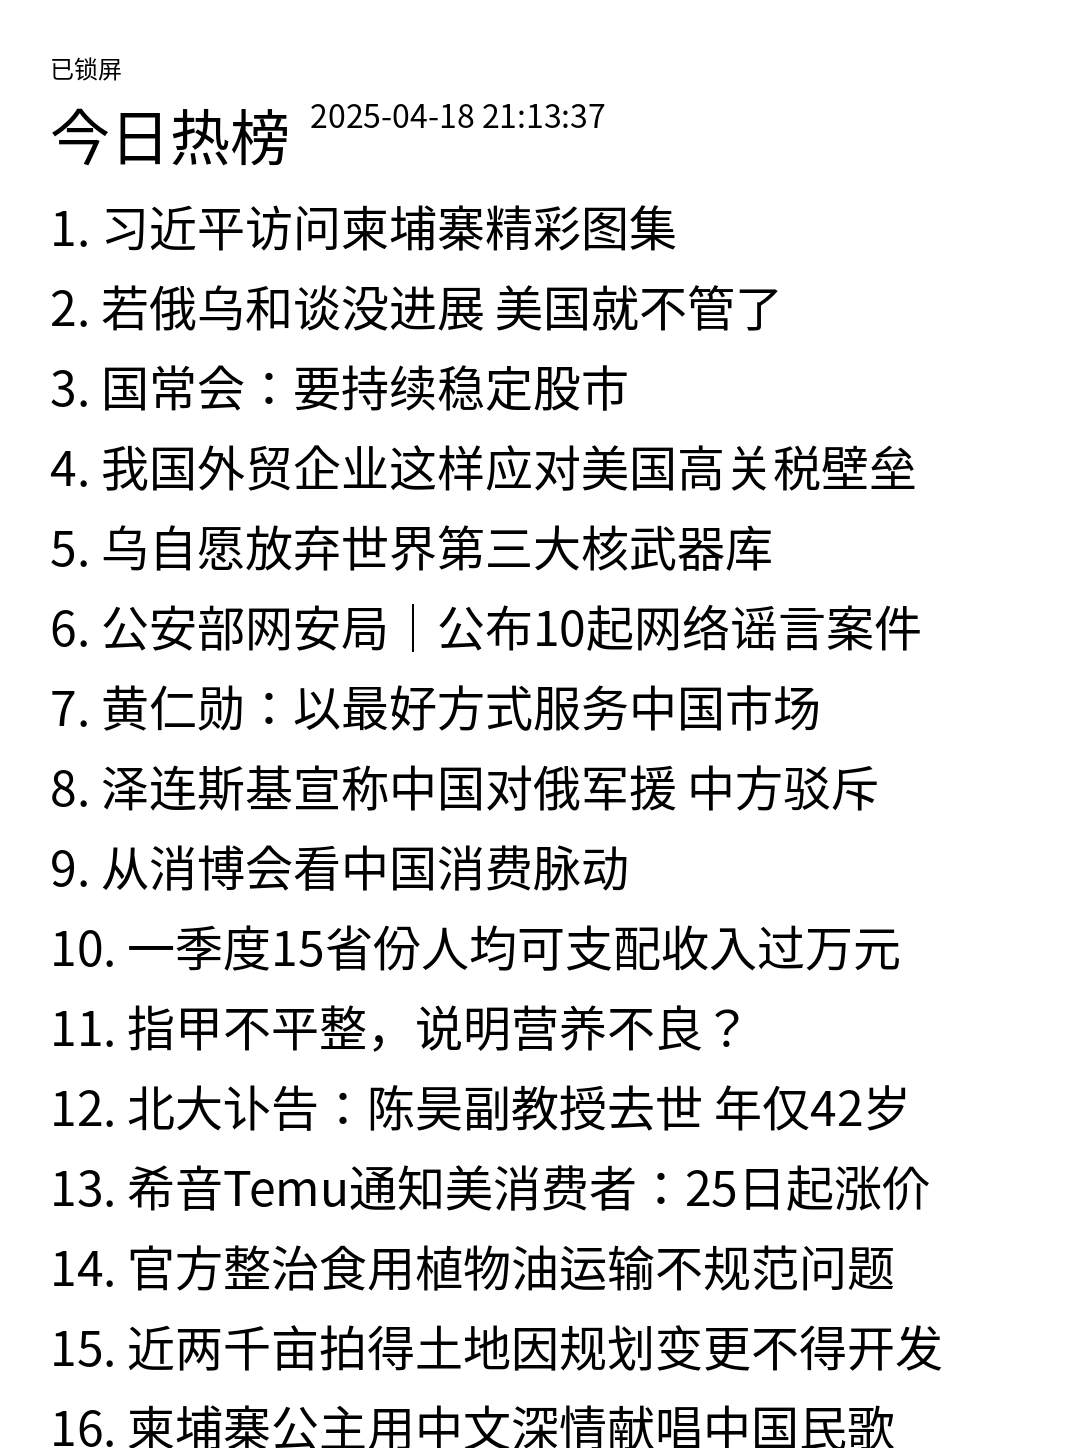 已锁屏
今日热榜 2025-04-18 21:13:37
1. 习近平访问柬埔寨精彩图集
2. 若俄乌和谈没进展 美国就不管了
3. 国常会：要持续稳定股市
4. 我国外贸企业这样应对美国高关税壁垒
5. 乌自愿放弃世界第三大核武器库
6. 公安部网安局｜公布10起网络谣言案件
7. 黄仁勋：以最好方式服务中国市场
8. 泽连斯基宣称中国对俄军援 中方驳斥
9. 从消博会看中国消费脉动
10. 一季度15省份人均可支配收入过万元
11. 指甲不平整，说明营养不良？
12. 北大讣告：陈昊副教授去世 年仅42岁
13. 希音Temu通知美消费者：25日起涨价
14. 官方整治食用植物油运输不规范问题
15. 近两千亩拍得土地因规划变更不得开发
16. 柬埔寨公主用中文深情献唱中国民歌